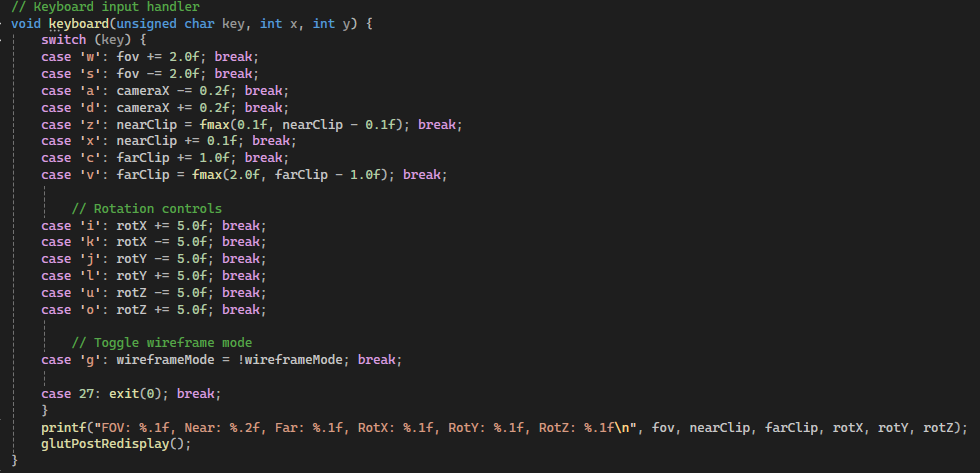 // Keyboard input handler
void keyboard(unsigned char key, int x, int y) {
    switch (key) {
    case 'w': fov += 2.0f; break;
    case 's': fov -= 2.0f; break;
    case 'a': cameraX -= 0.2f; break;
    case 'd': cameraX += 0.2f; break;
    case 'z': nearClip = fmax(0.1f, nearClip - 0.1f); break;
    case 'x': nearClip += 0.1f; break;
    case 'c': farClip += 1.0f; break;
    case 'v': farClip = fmax(2.0f, farClip - 1.0f); break;

        // Rotation controls
    case 'i': rotX += 5.0f; break;
    case 'k': rotX -= 5.0f; break;
    case 'j': rotY -= 5.0f; break;
    case 'l': rotY += 5.0f; break;
    case 'u': rotZ -= 5.0f; break;
    case 'o': rotZ += 5.0f; break;

        // Toggle wireframe mode
    case 'g': wireframeMode = !wireframeMode; break;

    case 27: exit(0); break;
    }
    printf("FOV: %.1f, Near: %.2f, Far: %.1f, RotX: %.1f, RotY: %.1f, RotZ: %.1f\n", fov, nearClip, farClip, rotX, rotY, rotZ);
    glutPostRedisplay();
}